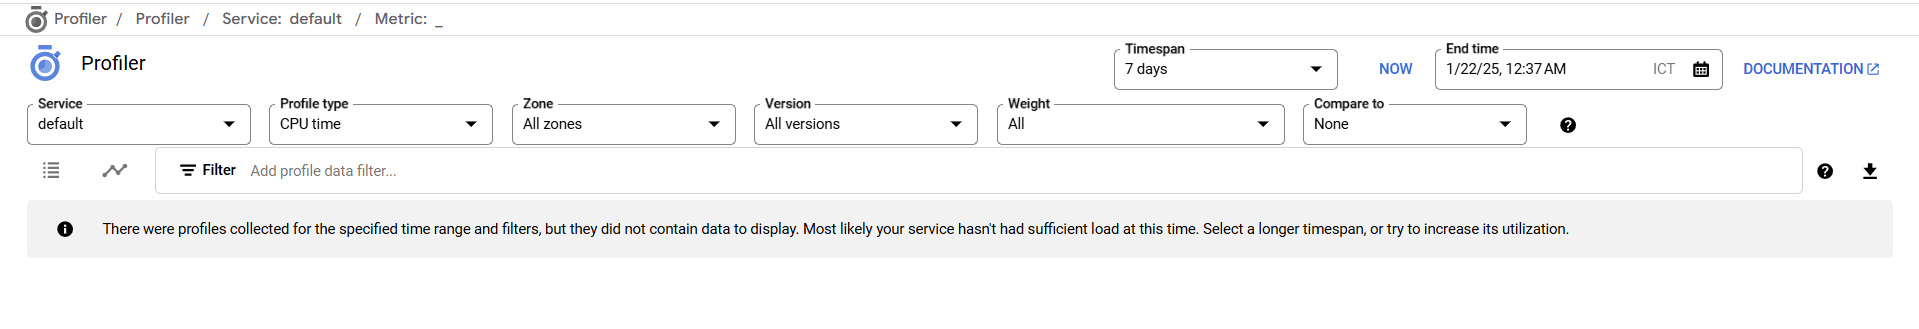 Profiler / Profiler / Service: default / Metric: _
Profiler
Timespan
7 days
NOW
End time
1/22/25, 12:37 AM ICT
DOCUMENTATION
Service
default
Profile type
CPU time
Zone
All zones
Version
All versions
Weight
All
Compare to
None
Filter Add profile data filter...
There were profiles collected for the specified time range and filters, but they did not contain data to display. Most likely your service hasn't had sufficient load at this time. Select a longer timespan, or try to increase its utilization.